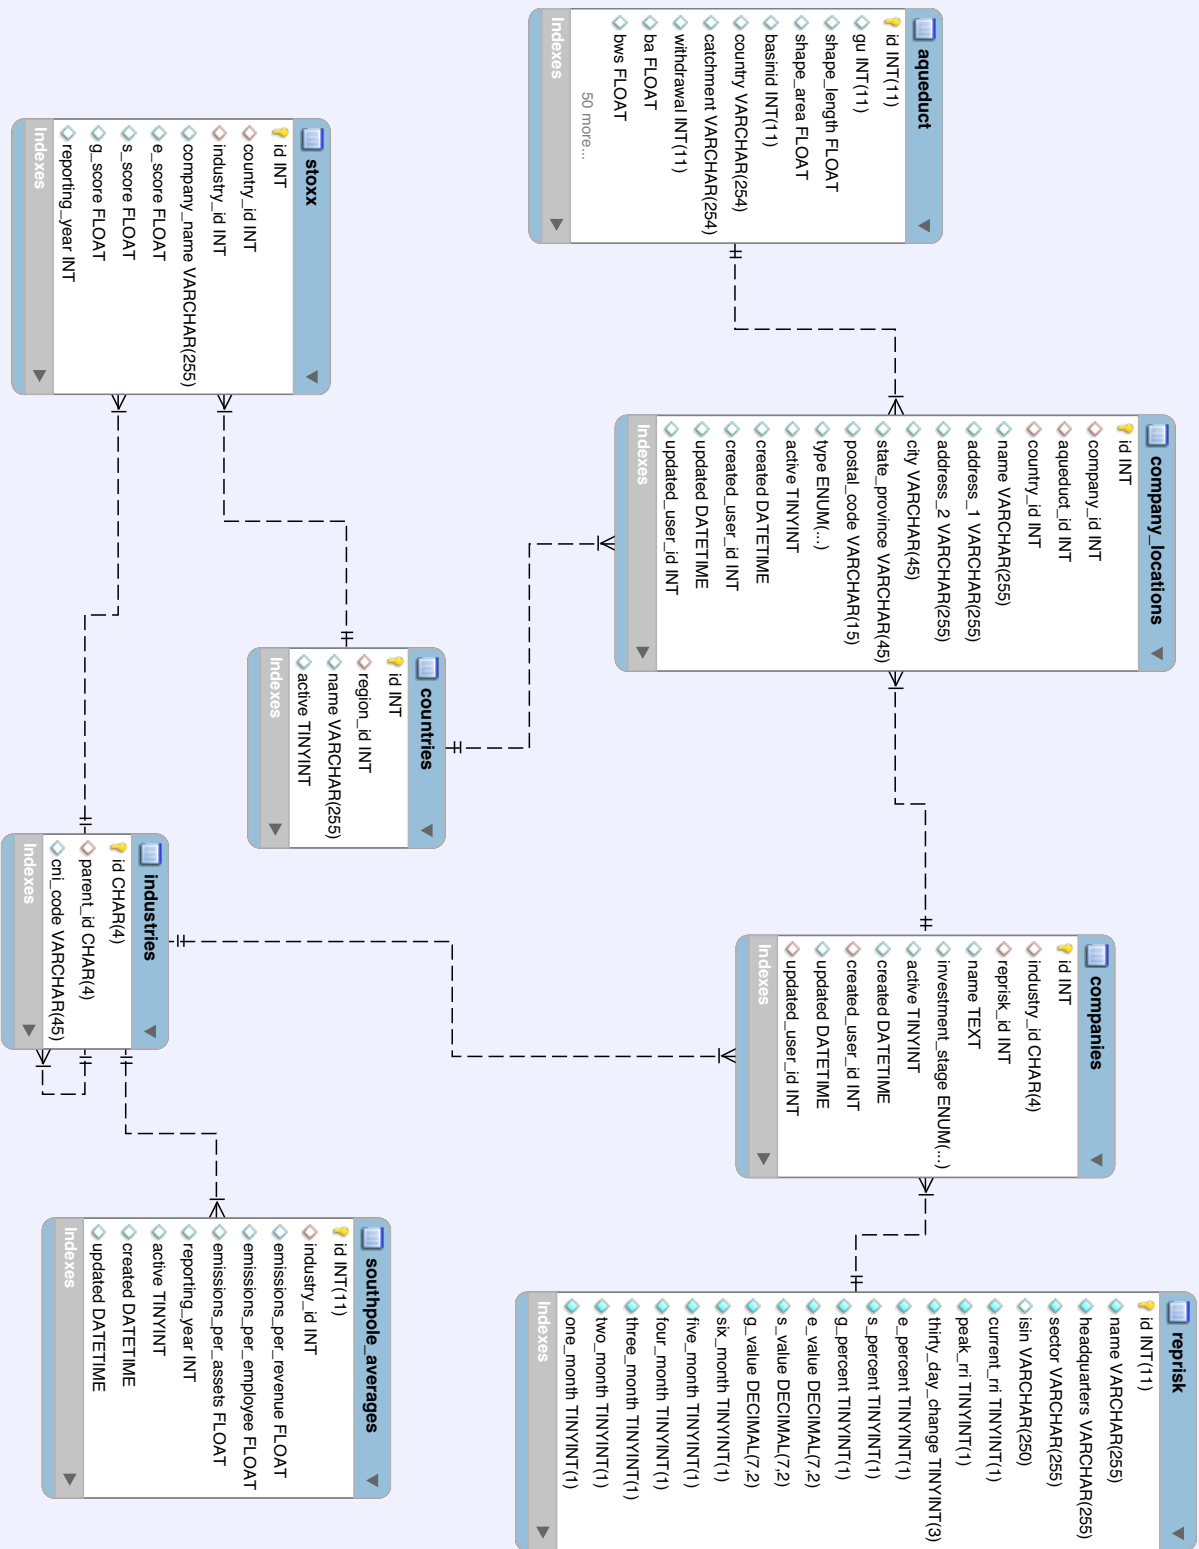 aqueduct
id INT(11)
gu INT(11)
shape_length FLOAT
shape_area FLOAT
basinid INT(11)
country VARCHAR(254)
catchment VARCHAR(254)
withdrawal INT(11)
ba FLOAT
bws FLOAT
50 more...
Indexes
company_locations
id INT
company_id INT
aqueduct_id INT
country_id INT
name VARCHAR(255)
address_1 VARCHAR(255)
address_2 VARCHAR(255)
city VARCHAR(45)
state_province VARCHAR(45)
postal_code VARCHAR(15)
type ENUM(...)
active TINYINT
created DATETIME
created_user_id INT
updated DATETIME
updated_user_id INT
Indexes
companies
id INT
industry_id CHAR(4)
reprisk_id INT
name TEXT
investment_stage ENUM(...)
active TINYINT
created DATETIME
created_user_id INT
updated DATETIME
updated_user_id INT
Indexes
reprisk
id INT(11)
name VARCHAR(255)
headquarters VARCHAR(255)
sector VARCHAR(255)
isin VARCHAR(250)
current_rri TINYINT(1)
peak_rri TINYINT(1)
thirty_day_change TINYINT(3)
e_percent TINYINT(1)
s_percent TINYINT(1)
g_percent TINYINT(1)
e_value DECIMAL(7,2)
s_value DECIMAL(7,2)
g_value DECIMAL(7,2)
six_month TINYINT(1)
five_month TINYINT(1)
four_month TINYINT(1)
three_month TINYINT(1)
two_month TINYINT(1)
one_month TINYINT(1)
Indexes
stoxx
id INT
country_id INT
industry_id INT
company_name VARCHAR(255)
e_score FLOAT
s_score FLOAT
g_score FLOAT
reporting_year INT
Indexes
countries
id INT
region_id INT
name VARCHAR(255)
active TINYINT
Indexes
industries
id CHAR(4)
parent_id CHAR(4)
cni_code VARCHAR(45)
Indexes
southpole_averages
id INT(11)
industry_id INT
emissions_per_revenue FLOAT
emissions_per_employee FLOAT
emissions_per_assets FLOAT
reporting_year INT
active TINYINT
created DATETIME
updated DATETIME
Indexes